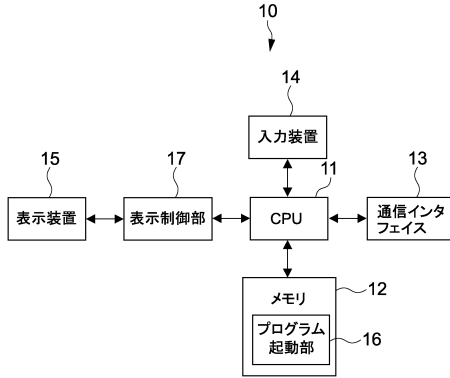 10
14
入力装置
15
17
11
13
表示装置
表示制御部
CPU
通信インタ
フェイス
メモリ
12
プログラム
起動部
16